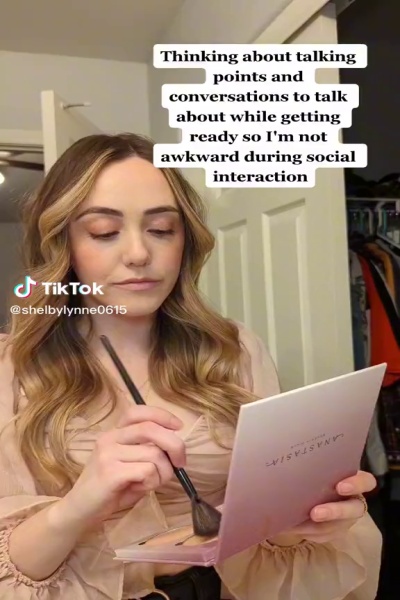 Thinking about talking
points and
conversations to talk
about while getting
ready so I'm not
awkward during social
interaction
TikTok
@shelbylynne0615
ANASTASIA